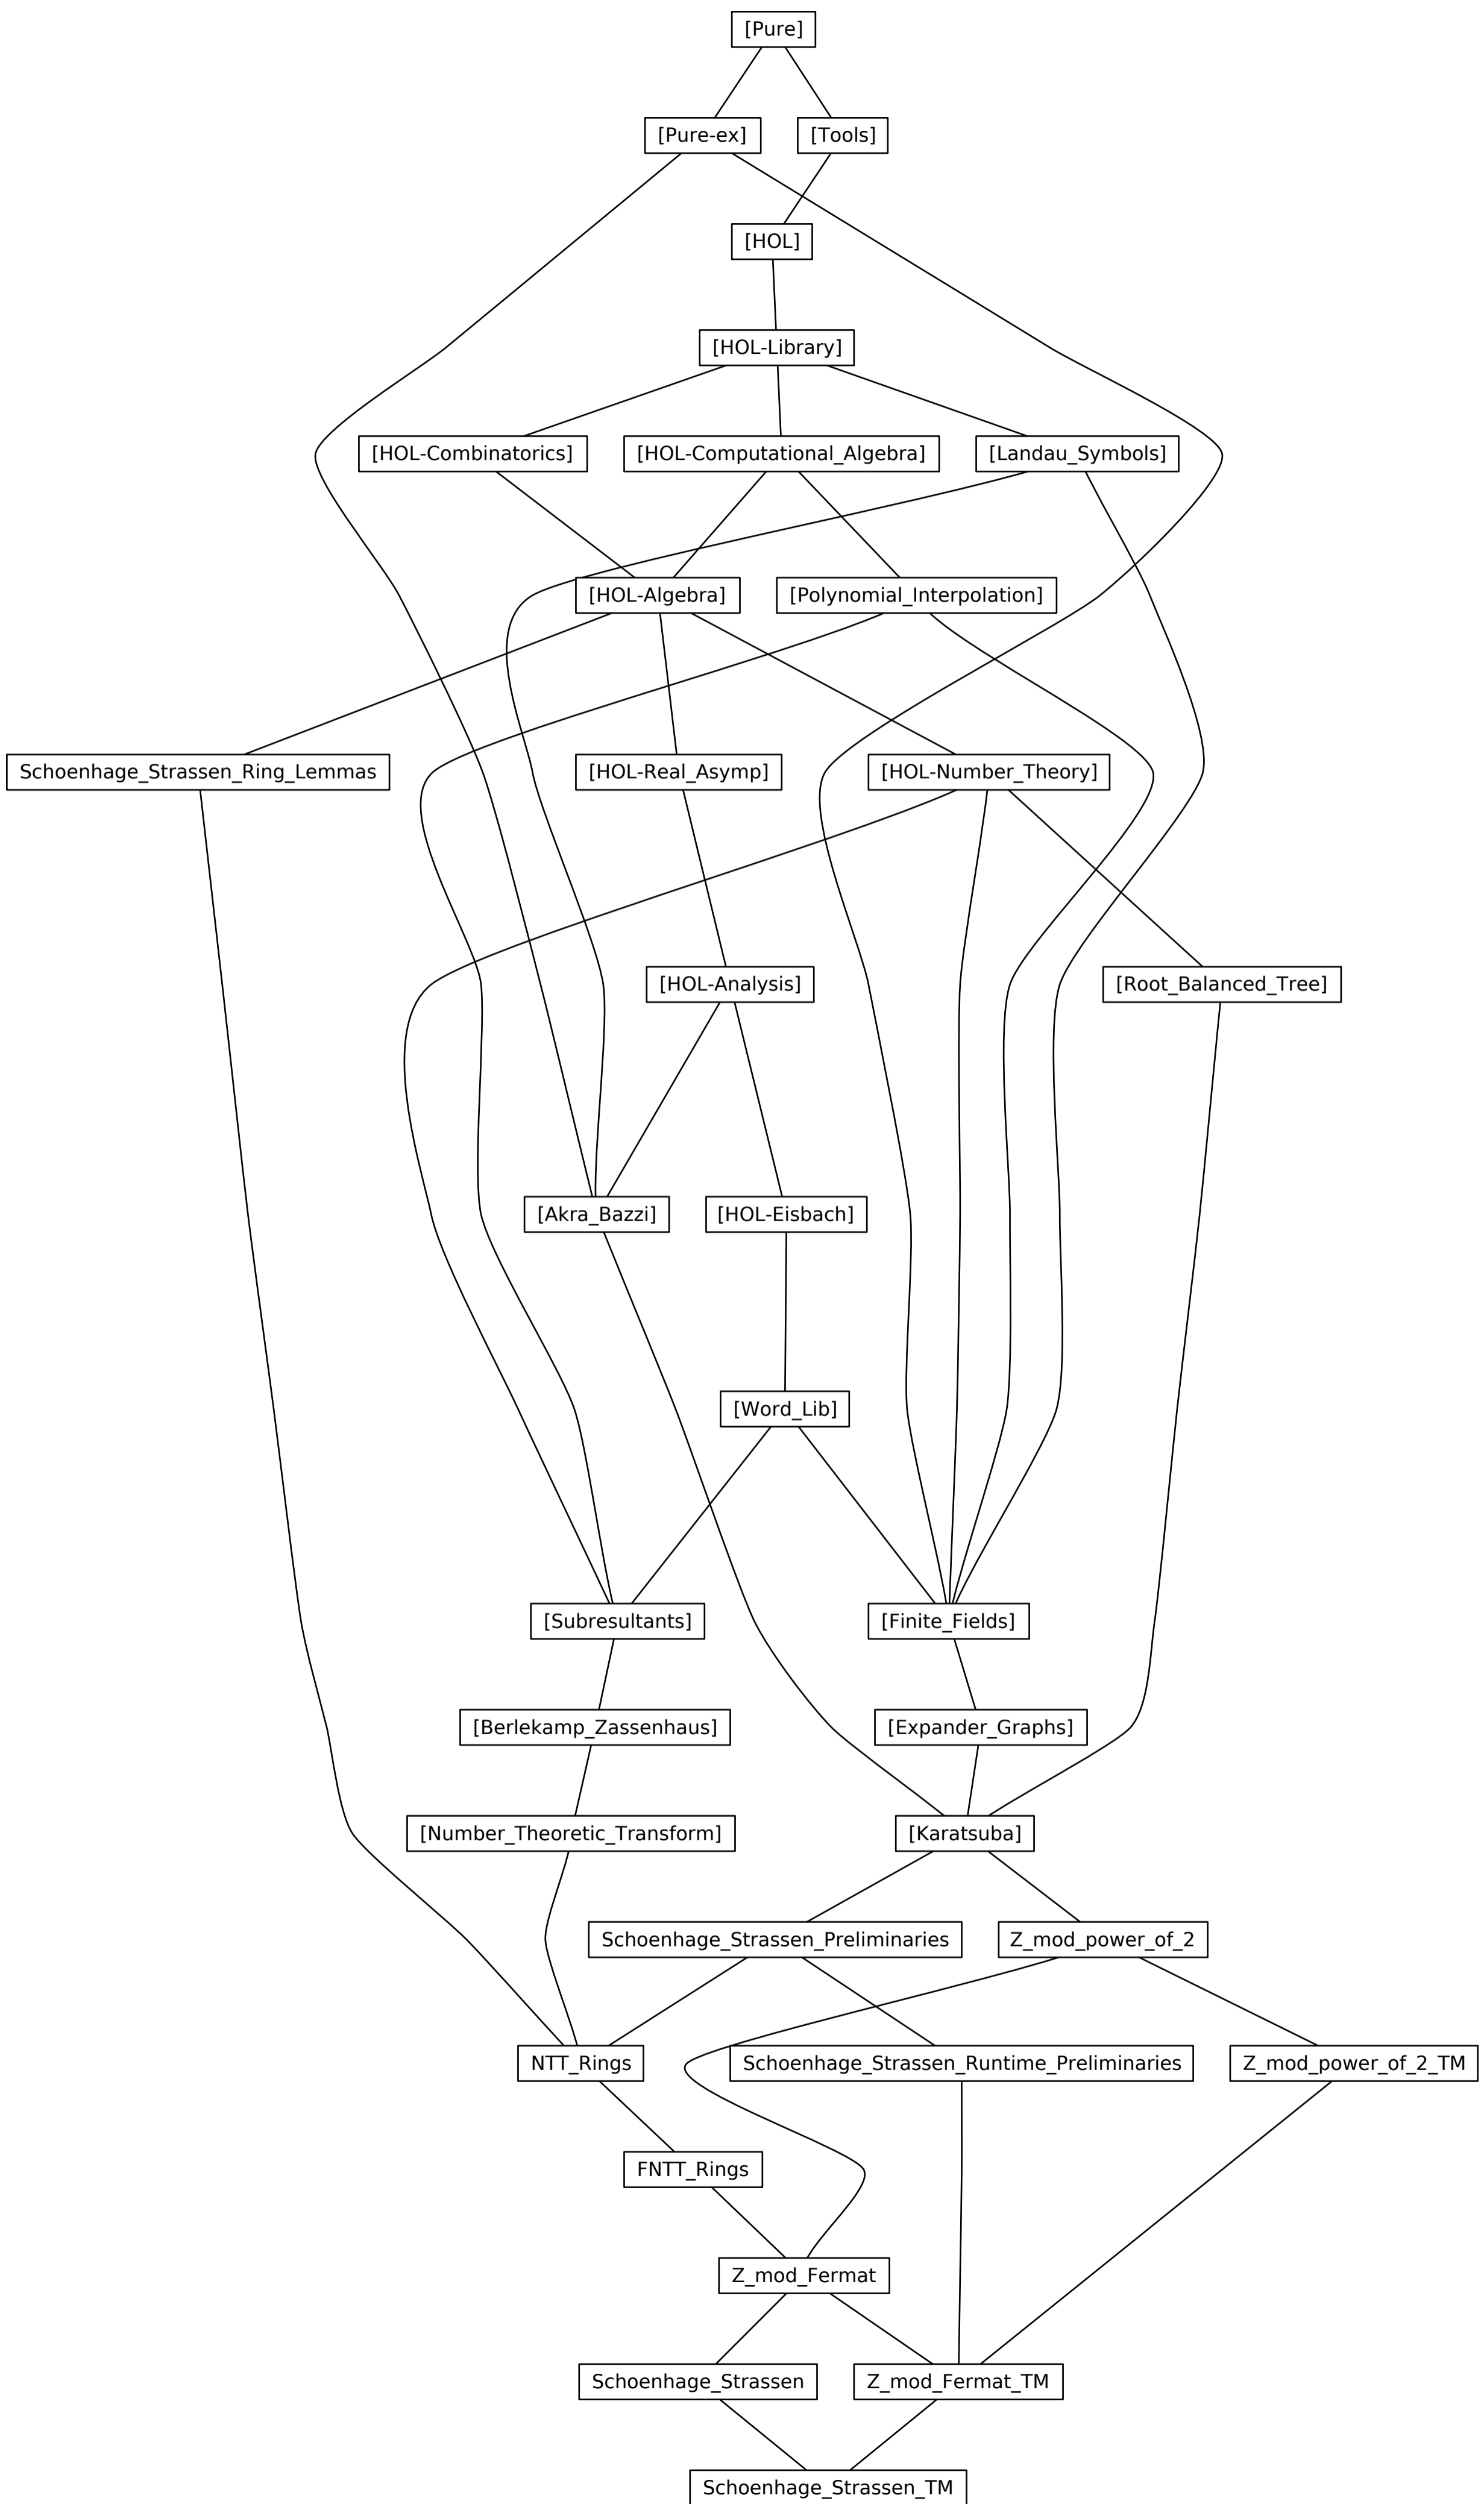 [Pure]
[Pure-ex]
[Tools]
[HOL]
[HOL-Library]
[HOL-Combinatorics]
[HOL-Computational_Algebra]
[Landau_Symbols]
[HOL-Algebra]
[Polynomial_Interpolation]
Schoenhage_Strassen_Ring_Lemmas
[HOL-Real_Asymp]
[HOL-Number_Theory]
[HOL-Analysis]
[Root_Balanced_Tree]
[Akra_Bazzi]
[HOL-Eisbach]
[Word_Lib]
[Subresultants]
[Finite_Fields]
[Berlekamp_Zassenhaus]
[Expander_Graphs]
[Number_Theoretic_Transform]
[Karatsuba]
Schoenhage_Strassen_Preliminaries
Z_mod_power_of_2
NTT_Rings
Schoenhage_Strassen_Runtime_Preliminaries
Z_mod_power_of_2_TM
FNTT_Rings
Z_mod_Fermat
Schoenhage_Strassen
Z_mod_Fermat_TM
Schoenhage_Strassen_TM